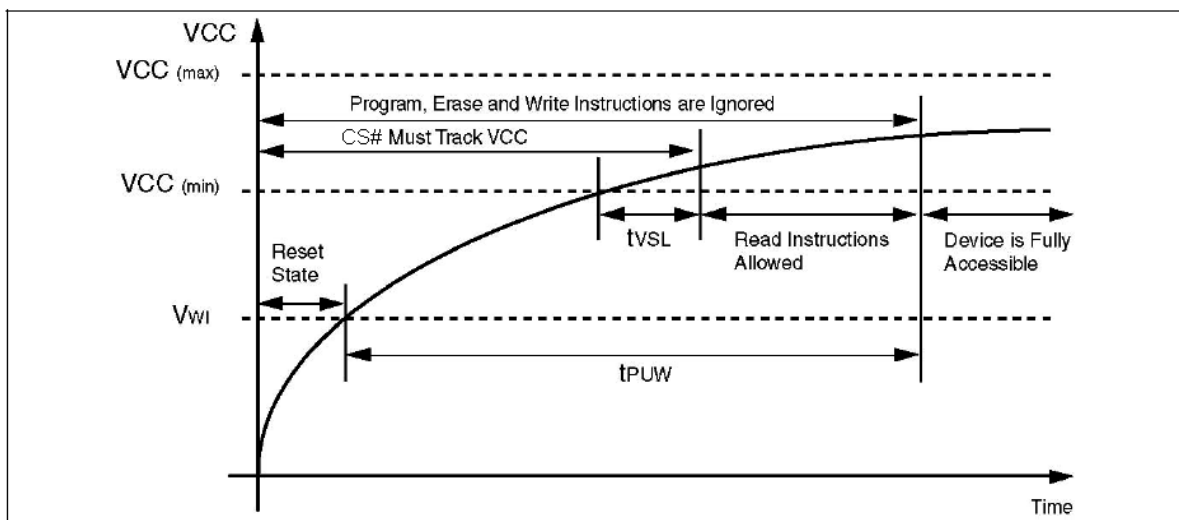 VCC
VCC (max)
Program, Erase and Write Instructions are Ignored
CS# Must Track VCC
VCC (min)
tVSL
Read Instructions
Allowed
Device is Fully
Accessible
Reset
State
VWI
tPUW
Time